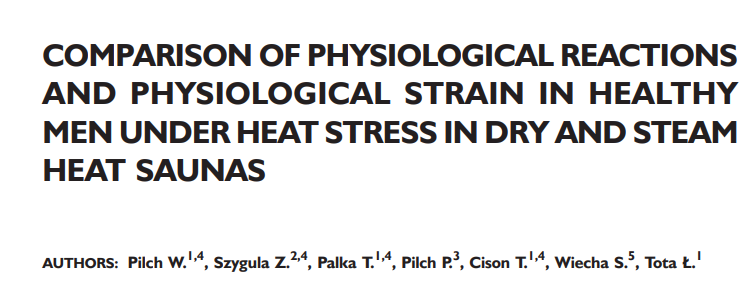 COMPARISON OF PHYSIOLOGICAL REACTIONS
AND PHYSIOLOGICAL STRAIN IN HEALTHY
MEN UNDER HEAT STRESS IN DRY AND STEAM
HEAT SAUNAS
AUTHORS: Pilch W.1,4, Szygula Z.2,4, Palka T.1,4, Pilch P.3, Cison T.1,4, Wiecha S.5, Tota Ł.1